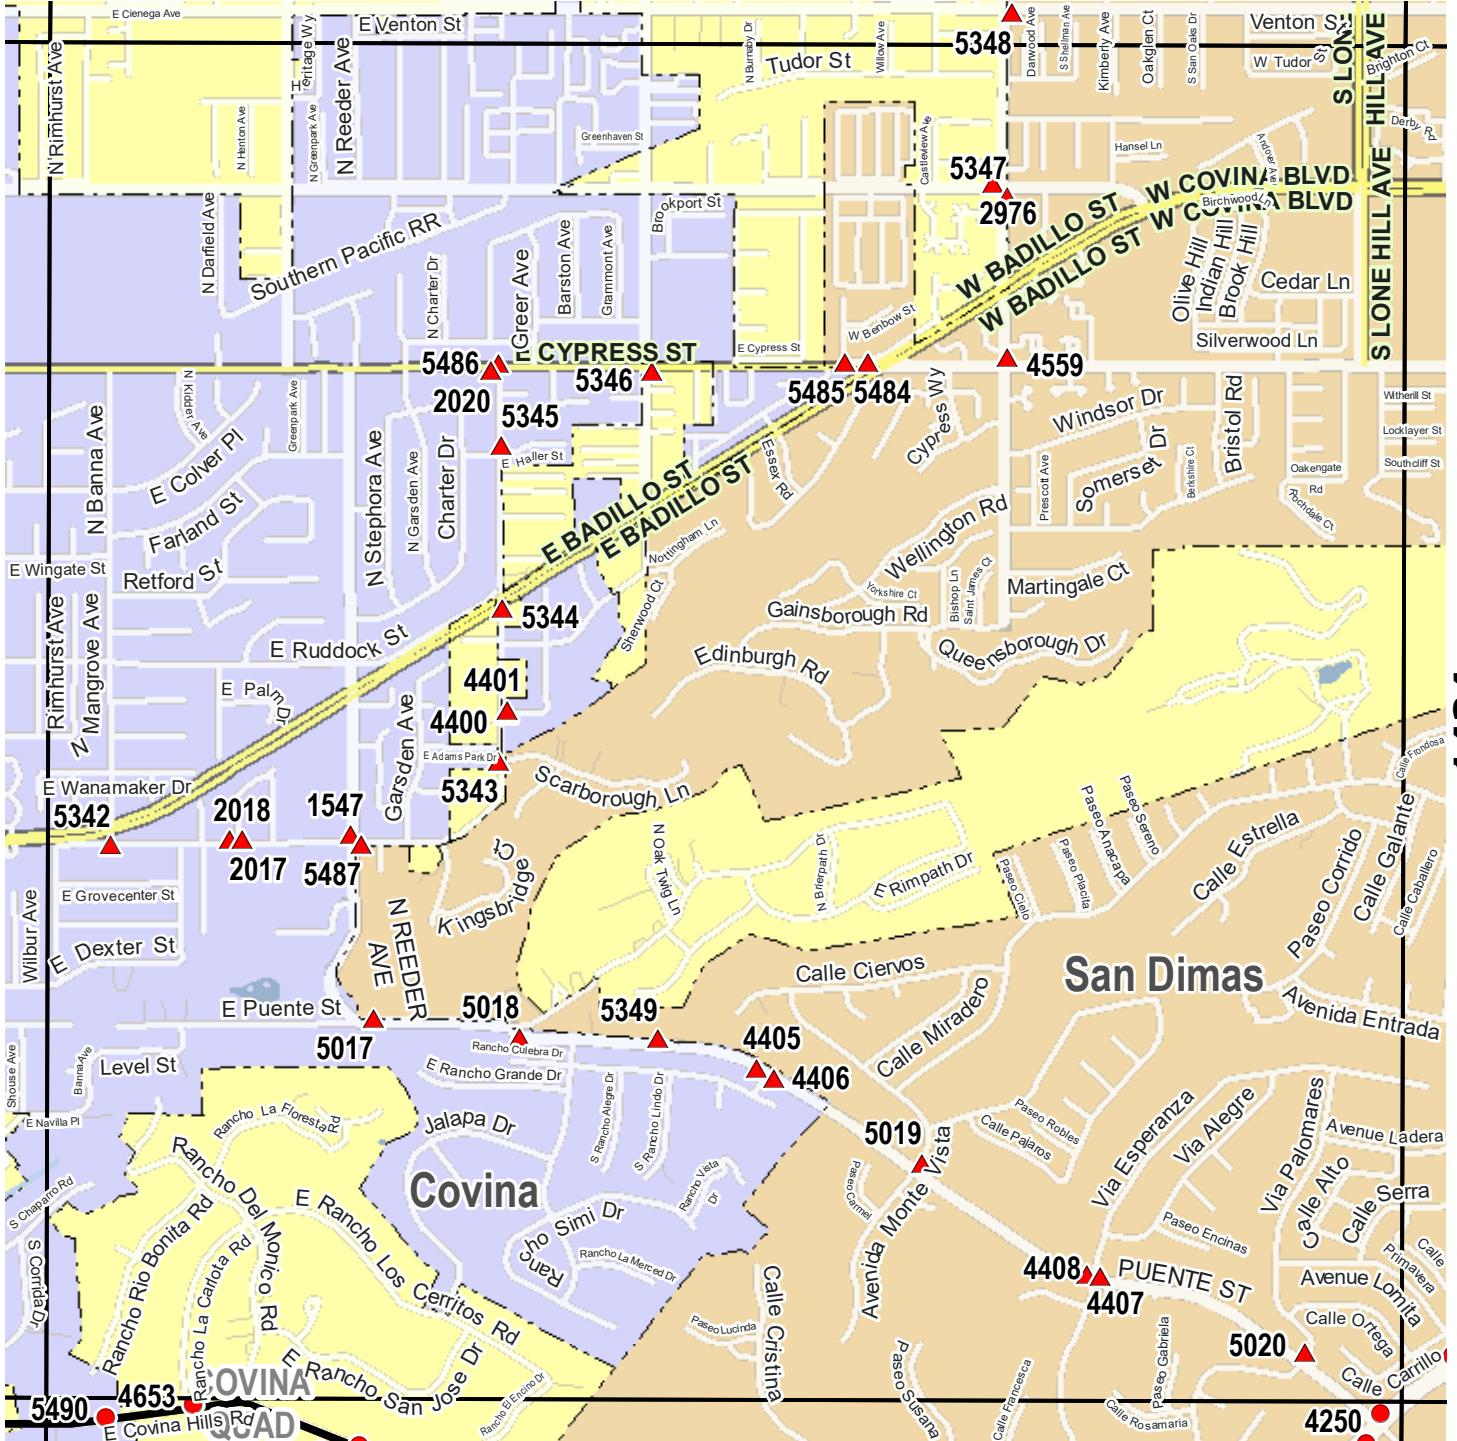 E Cienega Ave
E Venton St
Venton St
5348
N Rimhurst Ave
Heritage Wy
N Reeder Ave
N Henton Ave
N Greenpark Ave
Greenhaven St
N Burnaby Dr
Tudor St
Willow Ave
Darwood Ave
S Shellman Ave
Kimberly Ave
Oakglen Ct
S San Oaks Dr
W Tudor St
S LONE HILL AVE
Brighton Ct
Derby Rd
Hansel Ln
Andover Ave
Castleview Ave
5347
2976
W COVINA BLVD
W COVINA BLVD
Birchwood Ln
W BADILLO ST
W BADILLO ST
N Darfield Ave
Southern Pacific RR
Brookport St
N Charter Dr
Greer Ave
Barston Ave
Grammont Ave
Olive Hill
Indian Hill
Brook Hill
Cedar Ln
Silverwood Ln
S LONE HILL AVE
W Benbow St
E Cypress St
E CYPRESS ST
5486
2020
5346
5485
5484
4559
5345
E Haller St
N Kidder Ave
Greenpark Ave
N Banna Ave
E Colver Pl
Farland St
Retford St
E Wingate St
N Stephora Ave
N Garsden Ave
Charter Dr
Essex Rd
Cypress Wy
Windsor Dr
Somerset Dr
Prescott Ave
Berkshire Ct
Bristol Rd
Witherill St
Locklayer St
Southcliff St
Oakengate Rd
Rochdale Ct
E BADILLO ST
E BADILLO ST
Nottingham Ln
Sherwood Ct
Wellington Rd
Yorkshire Ct
Bishop Ln
Saint James Ct
Martingale Ct
Gainsborough Rd
Queensborough Dr
Edinburgh Rd
5344
Rimhurst Ave
N Mangrove Ave
E Ruddock St
E Palm Dr
4401
4400
Garsden Ave
E Adams Park Dr
5343
Scarborough Ln
E Wanamaker Dr
5342
2018
2017
1547
5487
E Grovecenter St
Wilbur Ave
E Dexter St
N REEDER AVE
Kingsbridge Ct
N Oak Twig Ln
N Brierpath Dr
E Rimpath Dr
Paseo Cielo
Paseo Placita
Paseo Anacapa
Paseo Sereno
Calle Estrella
Paseo Corrido
Calle Galante
Calle Caballero
Calle Frondosa
San Dimas
Calle Ciervos
Calle Miradero
Avenida Entrada
E Puente St
5017
5018
5349
4405
4406
Rancho Culebra Dr
E Rancho Grande Dr
Shouse Ave
Banna Ave
Level St
E Navilla Pl
Rancho La Floresta Rd
Jalapa Dr
S Rancho Alegre Dr
S Rancho Lindo Dr
Covina
Rancho Vista Dr
Rancho Simi Dr
Rancho La Merced Dr
5019
Paseo Carmel
Avenida Monte Vista
Paseo Robles
Calle Pajaros
Via Esperanza
Via Alegre
Via Palomares
Avenue Ladera
Calle Alto
Calle Serra
Paseo Encinas
Calle Primavera
Avenue Lomita
Calle Ortega
Calle Carrillo
4408
4407
PUENTE ST
5020
S Chaparro Rd
S Corrida Dr
Rancho Rio Bonita Rd
Rancho Del Monico Rd
Rancho La Carlota Rd
E Rancho Los Cerritos Rd
E Rancho San Jose Dr
Rancho El Encino Dr
Paseo Lucinda
Calle Cristina
Paseo Susana
Calle Francesca
Paseo Gabriela
Calle Rosamaria
4250
5490
4653
COVINA
QUAD
E Covina Hills Rd